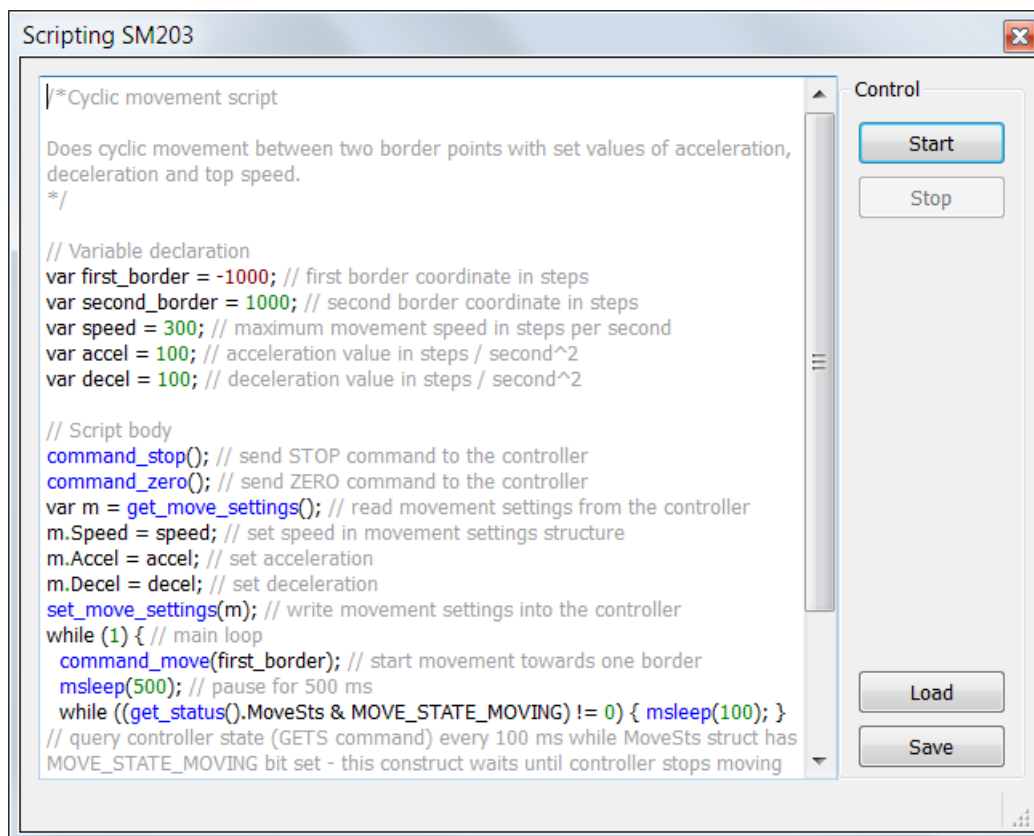 Scripting SM203
/*Cyclic movement script
Does cyclic movement between two border points with set values of acceleration,
deceleration and top speed.
*/
// Variable declaration
var first_border = -1000; // first border coordinate in steps
var second_border = 1000; // second border coordinate in steps
var speed = 300; // maximum movement speed in steps per second
var accel = 100; // acceleration value in steps / second^2
var decel = 100; // deceleration value in steps / second^2
// Script body
command_stop(); // send STOP command to the controller
command_zero(); // send ZERO command to the controller
var m = get_move_settings(); // read movement settings from the controller
m.Speed = speed; // set speed in movement settings structure
m.Accel = accel; // set acceleration
m.Decel = decel; // set deceleration
set_move_settings(m); // write movement settings into the controller
while (1) { // main loop
command_move(first_border); // start movement towards one border
msleep(500); // pause for 500 ms
while ((get_status().MoveSts & MOVE_STATE_MOVING) != 0) { msleep(100); }
// query controller state (GETS command) every 100 ms while MoveSts struct has
MOVE_STATE_MOVING bit set - this construct waits until controller stops moving
Control
Start
Stop
Load
Save